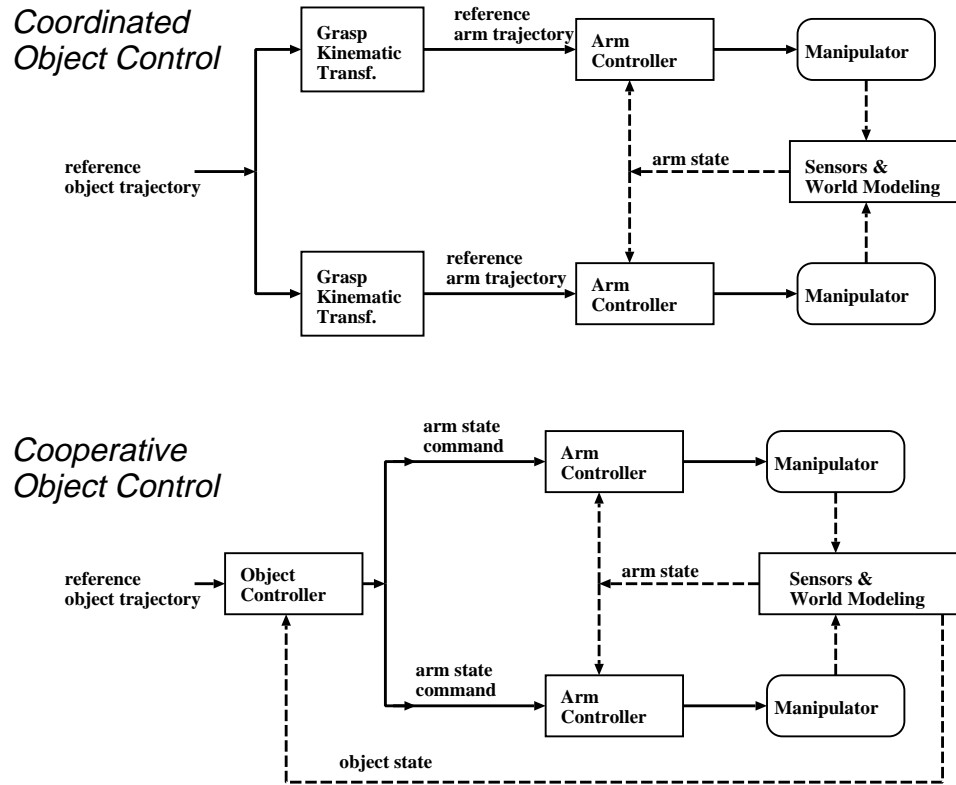 Coordinated
Object Control
Grasp
Kinematic
Transf.
reference
arm trajectory
Arm
Controller
Manipulator
reference
object trajectory
arm state
Sensors &
World Modeling
Grasp
Kinematic
Transf.
reference
arm trajectory
Arm
Controller
Manipulator
Cooperative
Object Control
arm state
command
Arm
Controller
Manipulator
reference
object trajectory
Object
Controller
arm state
Sensors &
World Modeling
arm state
command
Arm
Controller
Manipulator
object state